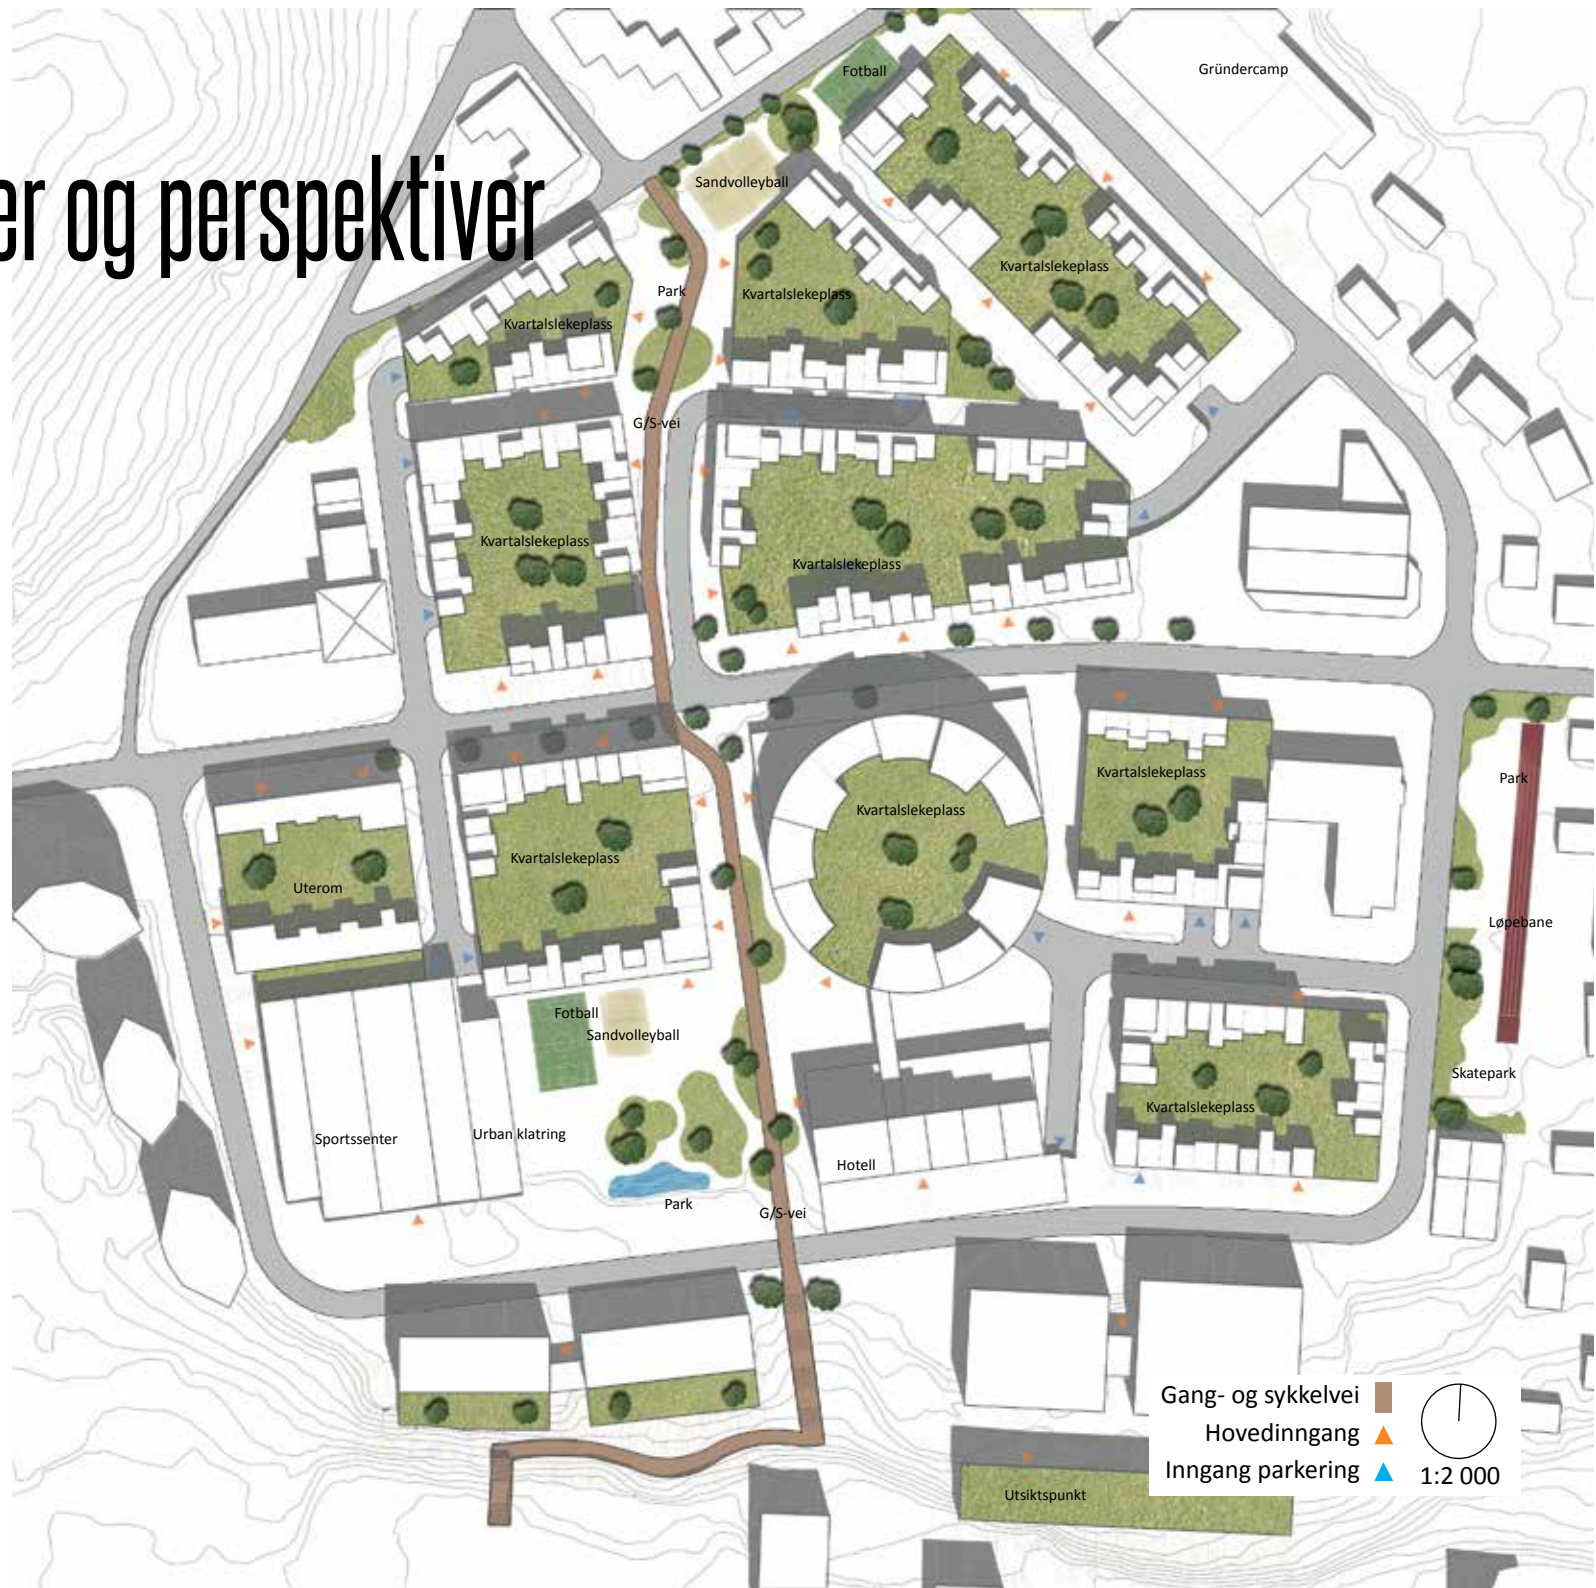 Fotball
Gründercamp
er og perspektiver
Sandvolleyball
Kvartalslekeplass
Park
Kvartalslekeplass
Kvartalslekeplass
G/S-vei
Kvartalslekeplass
Kvartalslekeplass
Kvartalslekeplass
Park
Kvartalslekeplass
Kvartalslekeplass
Uterom
Løpebane
Fotball
Sandvolleyball
Skatepark
Kvartalslekeplass
Sportssenter
Urban klatring
Hotell
Park
G/S-vei
Gang- og sykkelvei
Hovedinngang
Inngang parkering
1:2 000
Utsiktspunkt